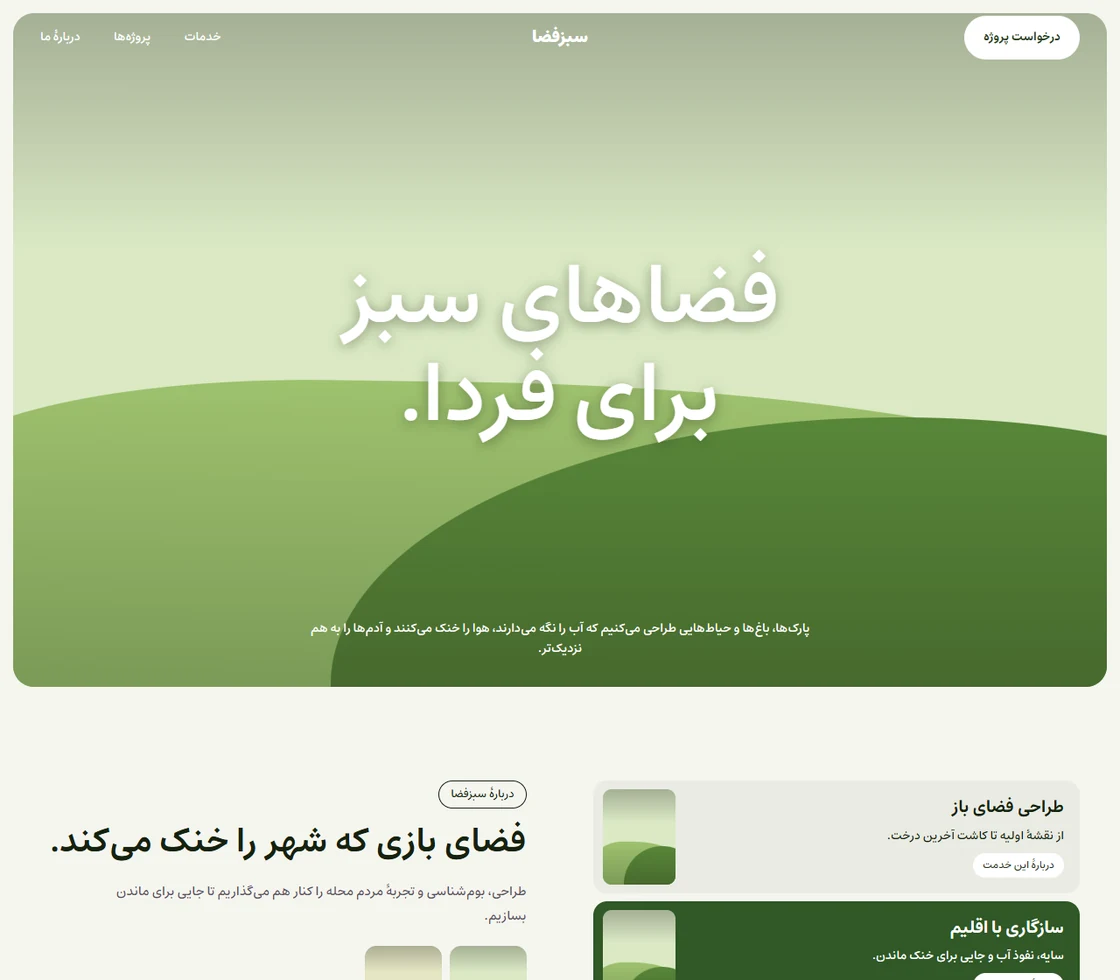 درخواست پروژه
سبزفضا
خدمات
پروژه‌ها
دربارهٔ ما
فضاهای سبز
برای فردا.
پارک‌ها، باغ‌ها و حیاط‌هایی طراحی می‌کنیم که آب را نگه می‌دارند، هوا را خنک می‌کنند و آدم‌ها را به هم
نزدیک‌تر.
طراحی فضای باز
از نقشهٔ اولیه تا کاشت آخرین درخت.
دربارهٔ این خدمت
سازگاری با اقلیم
سایه، نفوذ آب و جایی برای خنک ماندن.
دربارهٔ سبزفضا
فضای بازی که شهر را خنک می‌کند.
طراحی، بوم‌شناسی و تجربهٔ مردم محله را کنار هم می‌گذاریم تا جایی برای ماندن
بسازیم.